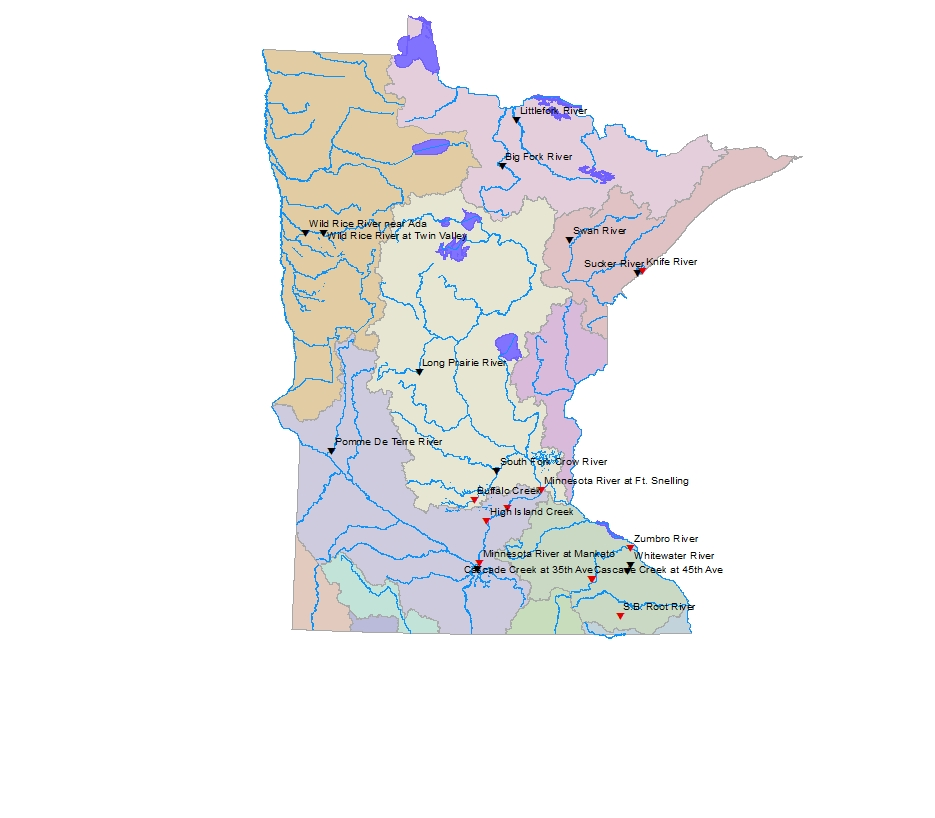 Littlefork River
Big Fork River
Wild Rice River near Ada
Wild Rice River at Twin Valley
Swan River
Sucker River
Knife River
Long Prairie River
Pomme De Terre River
South Fork Crow River
Minnesota River at Ft. Snelling
Buffalo Creek
High Island Creek
Zumbro River
Minnesota River at Mankato
Whitewater River
Cascade Creek at 35th Ave
Cascade Creek at 45th Ave
S.B. Root River